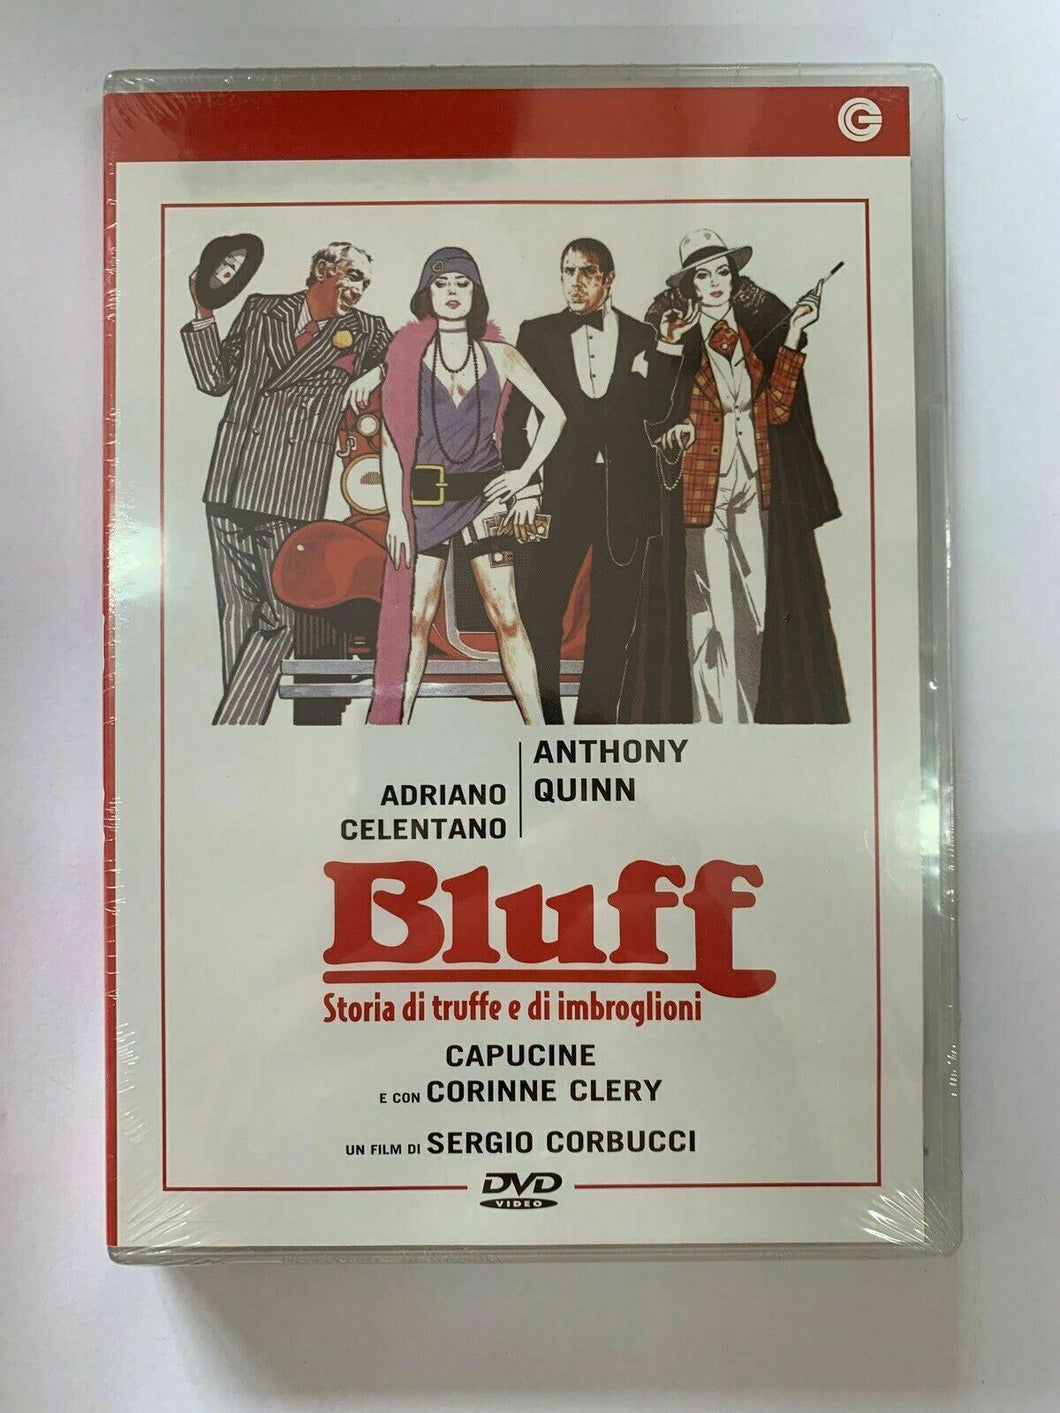 ANTHONY
QUINN
ADRIANO
CELENTANO
Bluff
Storia di truffe e di imbroglioni
CAPUCINE
E CON CORINNE CLERY
UN FILM DI SERGIO CORBUCCI
DVD
VIDEO